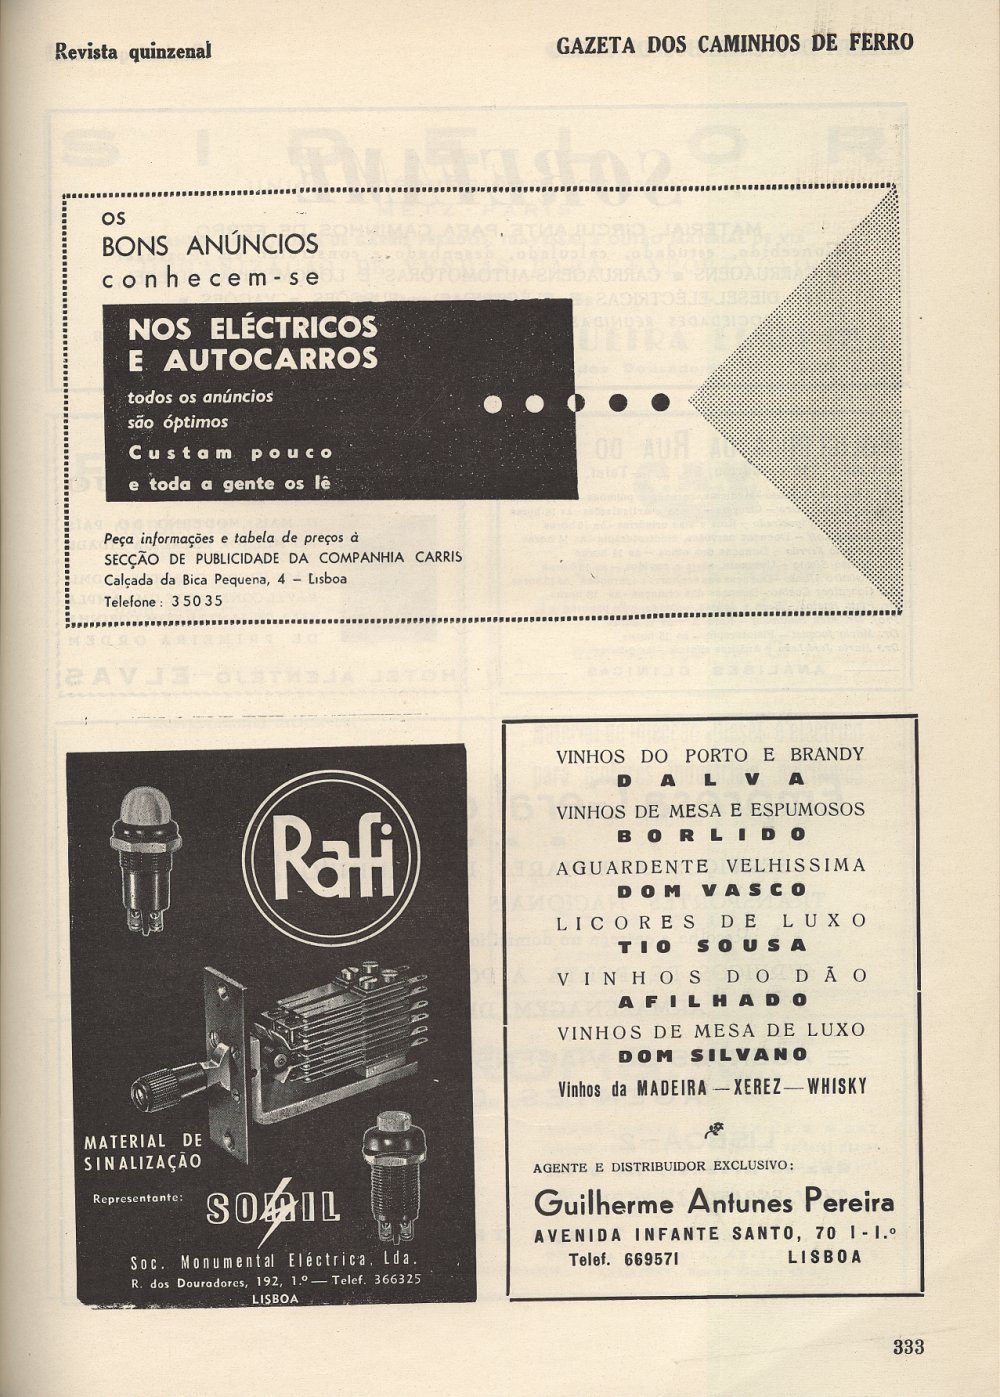 Revista quinzenal
GAZETA DOS CAMINHOS DE FERRO
OS
BONS ANÚNCIOS
conhecem-se
NOS ELÉCTRICOS
E AUTOCARROS
todos os anúncios
são óptimos
Custam pouco
e toda a gente os lê
Peça informações e tabela de preços à
SECÇÃO DE PUBLICIDADE DA COMPANHIA CARRIS
Calçada da Bica Pequena, 4 – Lisboa
Telefone: 35035
Rafi
MATERIAL DE
SINALIZAÇÃO
Representante:
SOMIL
Soc. Monumental Eléctrica, Lda.
R. dos Douradores, 192, 1.º — Telef. 366325
LISBOA
VINHOS DO PORTO E BRANDY
DALVA
VINHOS DE MESA E ESPUMOSOS
BORLIDO
AGUARDENTE VELHISSIMA
DOM VASCO
LICORES DE LUXO
TIO SOUSA
VINHOS DO DÃO
AFILHADO
VINHOS DE MESA DE LUXO
DOM SILVANO
Vinhos da MADEIRA — XEREZ — WHISKY
AGENTE E DISTRIBUIDOR EXCLUSIVO:
Guilherme Antunes Pereira
AVENIDA INFANTE SANTO, 70 I - I.º
Telef. 669571 LISBOA
333